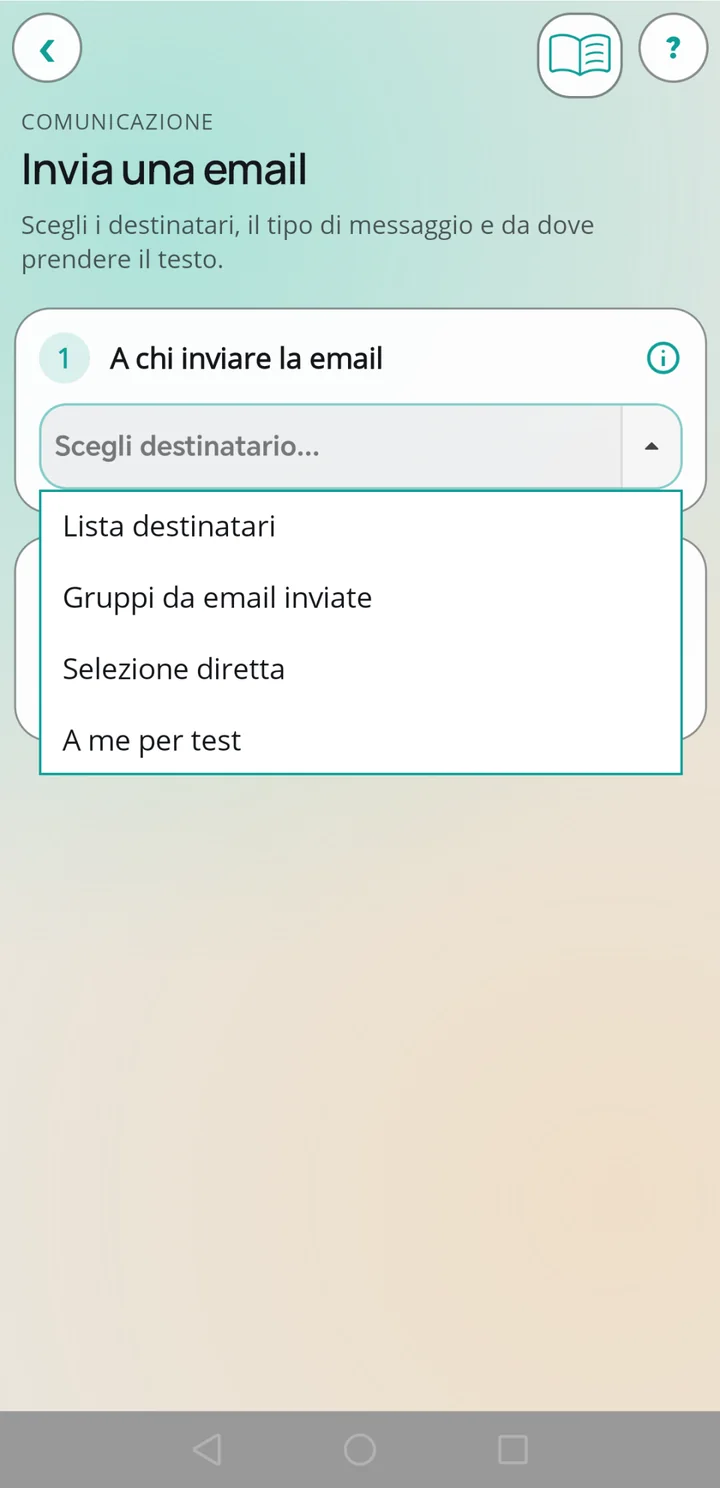 ?
COMUNICAZIONE
Invia una email
Scegli i destinatari, il tipo di messaggio e da dove
prendere il testo.
1 A chi inviare la email
Scegli destinatario...
Lista destinatari
Gruppi da email inviate
Selezione diretta
A me per test